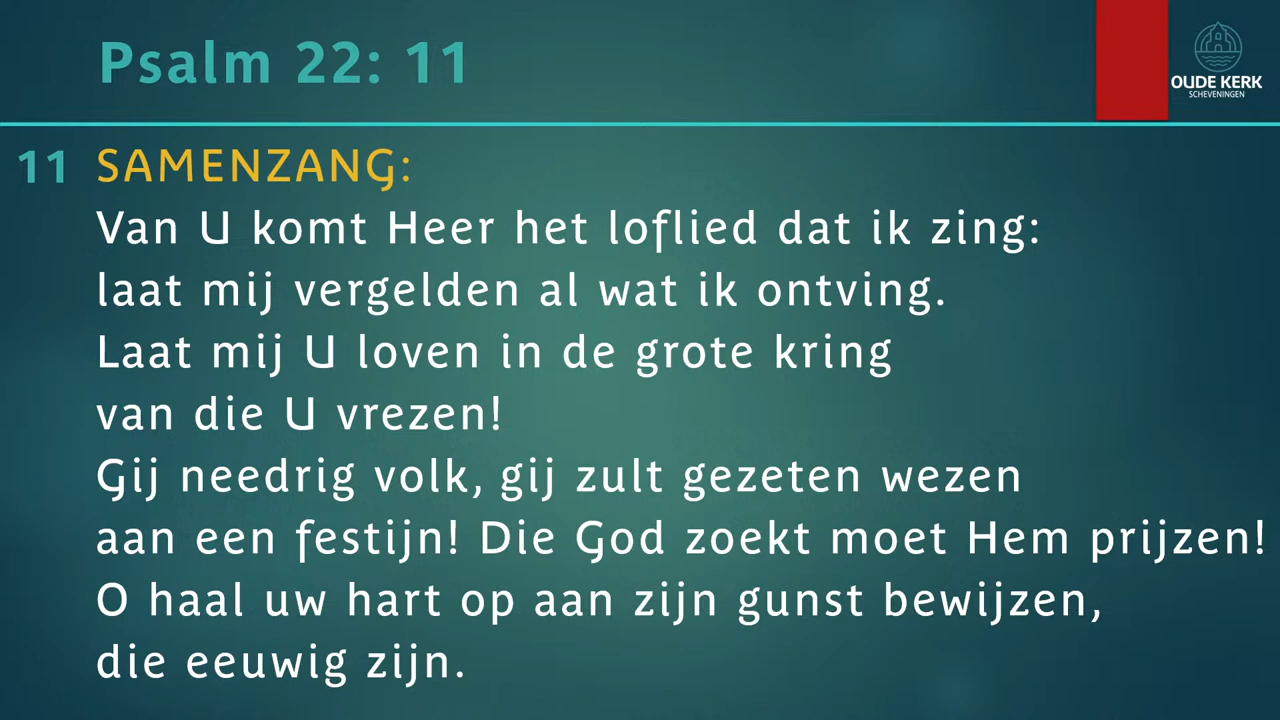 Psalm 22: 11
OUDE KERK
SCHEVENINGEN
11 SAMENZANG:
Van U komt Heer het loflied dat ik zing:
laat mij vergelden al wat ik ontving.
Laat mij U loven in de grote kring
van die U vrezen!
Gij needrig volk, gij zult gezeten wezen
aan een festijn! Die God zoekt moet Hem prijzen!
O haal uw hart op aan zijn gunst bewijzen,
die eeuwig zijn.